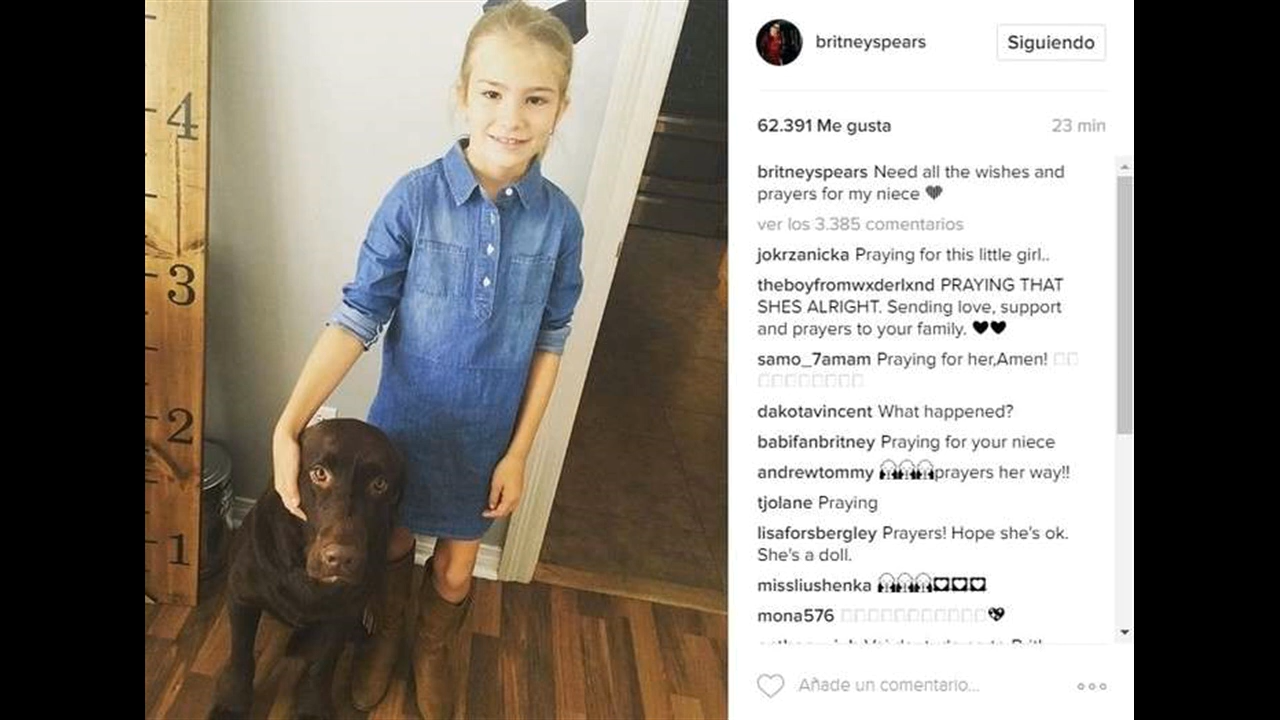 4
3
2
1
britneyspears
Siguiendo
62.391 Me gusta
23 min
britneyspears Need all the wishes and
prayers for my niece 
ver los 3.385 comentarios
jokrzanicka Praying for this little girl..
theboyfromwxderlxnd PRAYING THAT
SHES ALRIGHT. Sending love, support
and prayers to your family. 🖤🖤
samo_7amam Praying for her,Amen!
dakotavincent What happened?
babifanbritney Praying for your niece
andrewtommy prayers her way!!
tjolane Praying
lisaforsbergley Prayers! Hope she's ok.
She's a doll.
missliushenka
mona576
Añade un comentario...